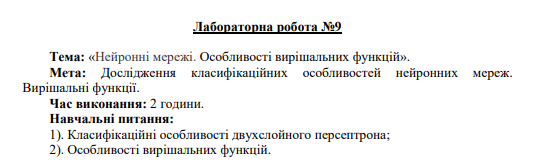 Лабораторна робота №9
Тема: «Нейронні мережі. Особливості вирішальних функцій».
Мета: Дослідження класифікаційних особливостей нейронних мереж.
Вирішальні функції.
Час виконання: 2 години.
Навчальні питання:
1). Класифікаційні особливості двухслойного персептрона;
2). Особливості вирішальних функцій.